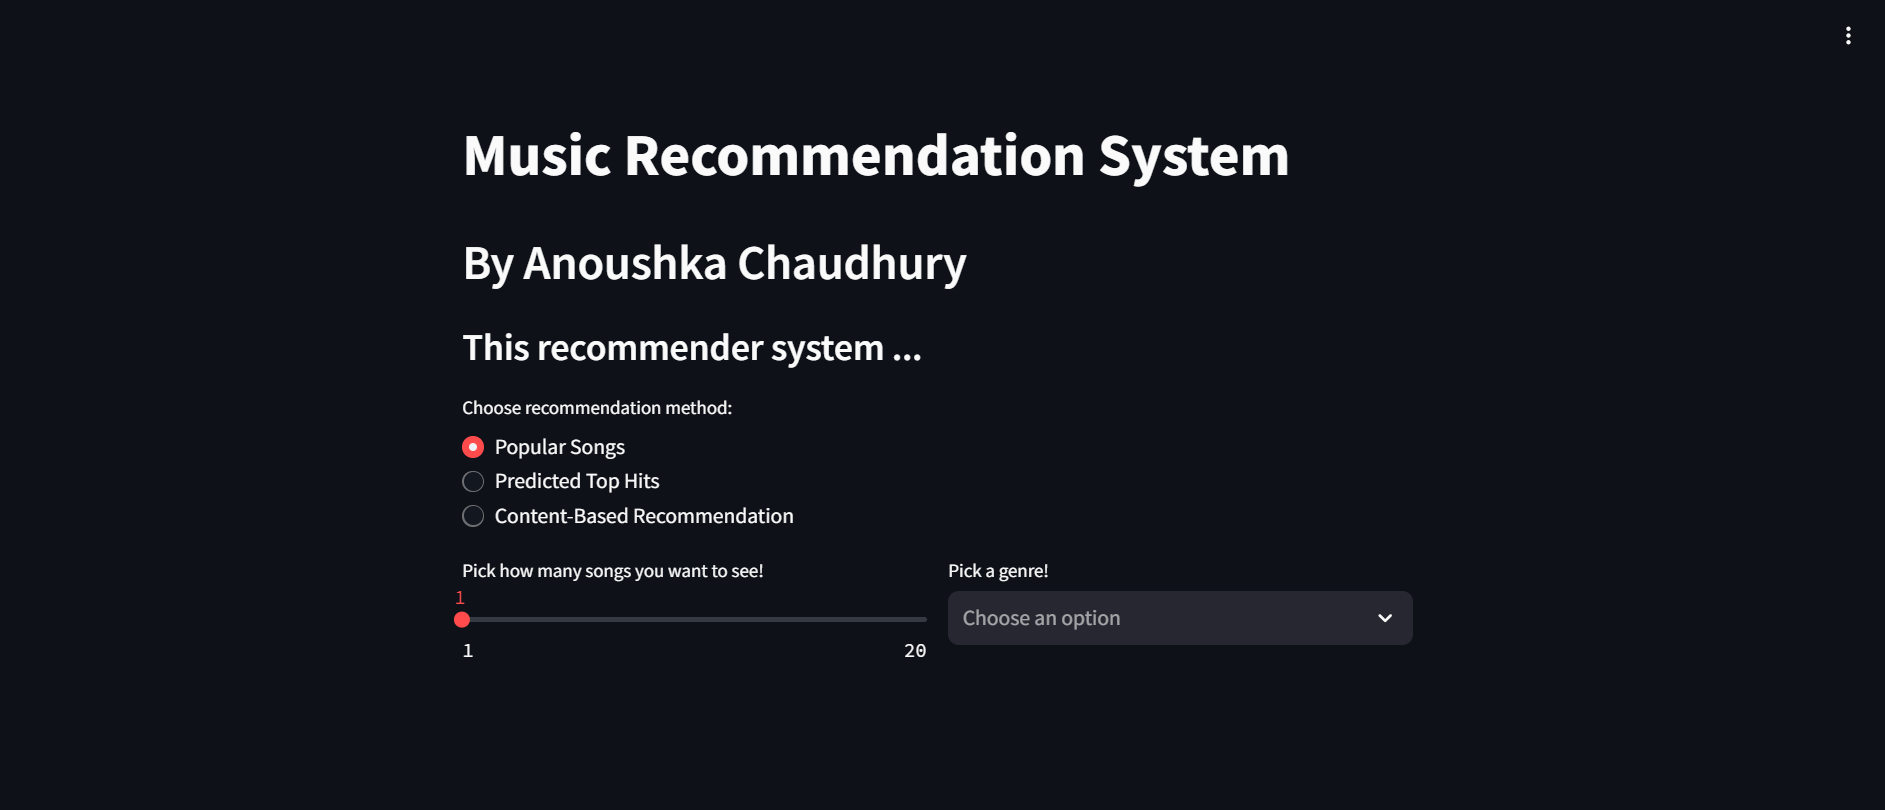 Music Recommendation System
By Anoushka Chaudhury
This recommender system ...
Choose recommendation method:
Popular Songs
Predicted Top Hits
Content-Based Recommendation
Pick how many songs you want to see!
1
1 20
Pick a genre!
Choose an option